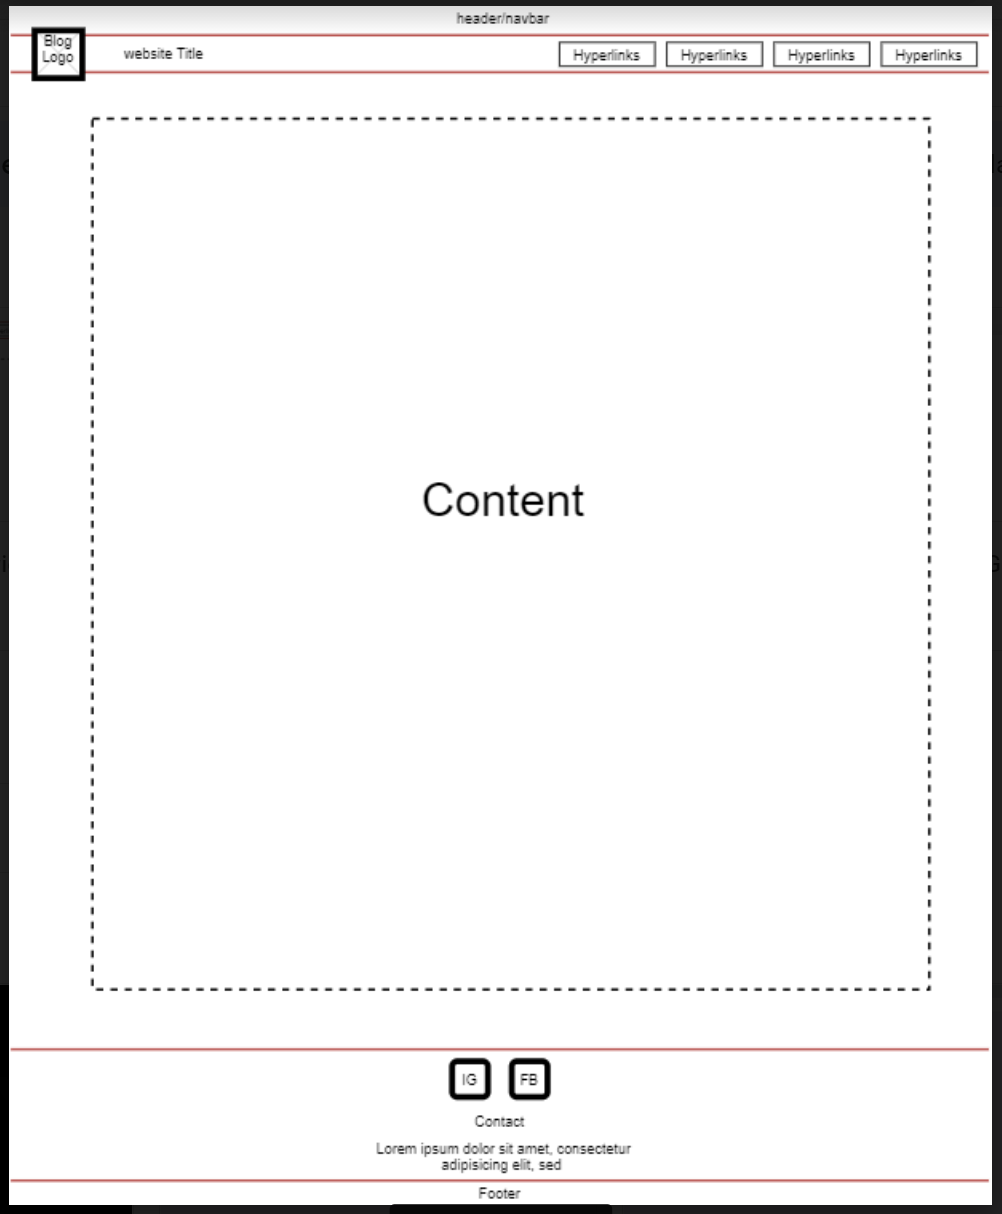 header/navbar
Blog
Logo
website Title
Hyperlinks
Hyperlinks
Hyperlinks
Hyperlinks
Content
IG
FB
Contact
Lorem ipsum dolor sit amet, consectetur
adipisicing elit, sed
Footer